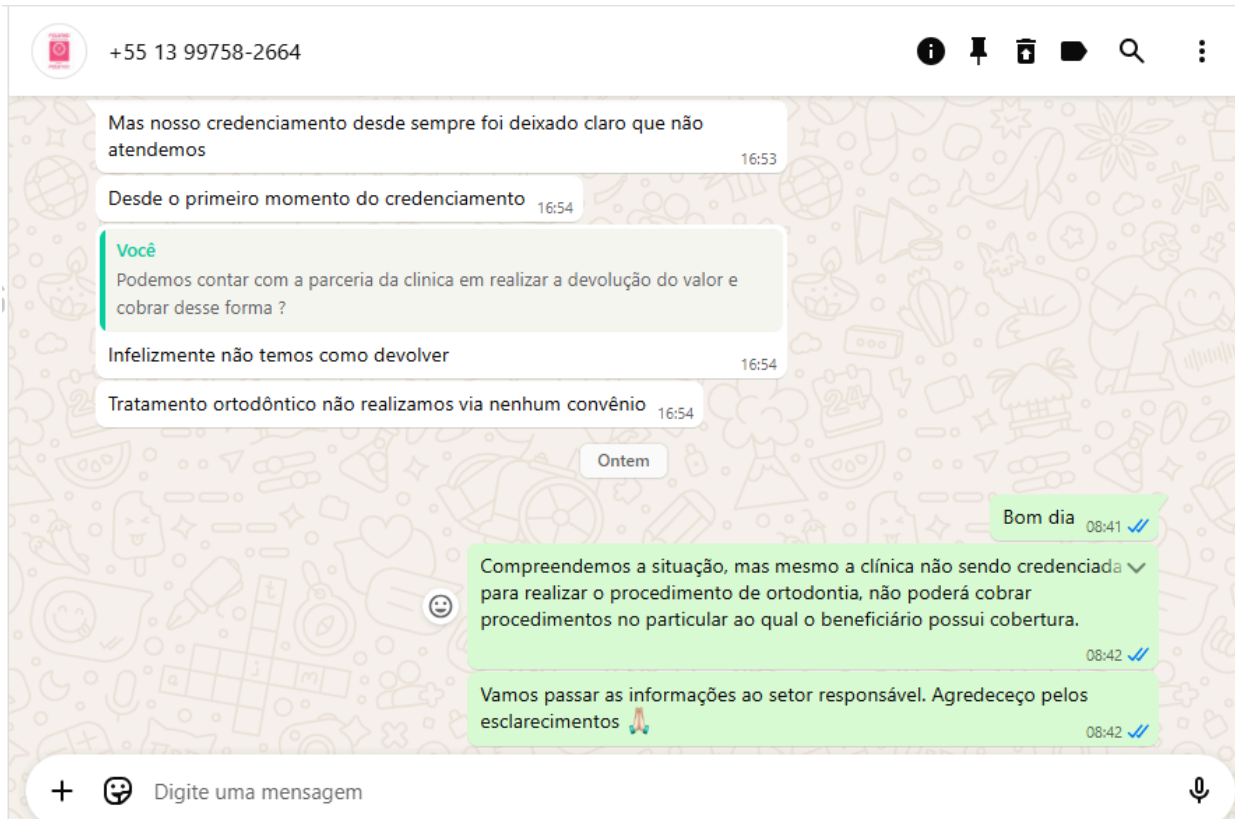 +55 13 99758-2664
Mas nosso credenciamento desde sempre foi deixado claro que não
atendemos
16:53
Desde o primeiro momento do credenciamento 16:54
Você
Podemos contar com a parceria da clinica em realizar a devolução do valor e
cobrar desse forma ?
Infelizmente não temos como devolver
16:54
Tratamento ortodôntico não realizamos via nenhum convênio 16:54
Ontem
Bom dia 08:41
Compreendemos a situação, mas mesmo a clínica não sendo credenciada
para realizar o procedimento de ortodontia, não poderá cobrar
procedimentos no particular ao qual o beneficiário possui cobertura.
08:42
Vamos passar as informações ao setor responsável. Agredeceço pelos
esclarecimentos 🙏🏻
08:42
Digite uma mensagem